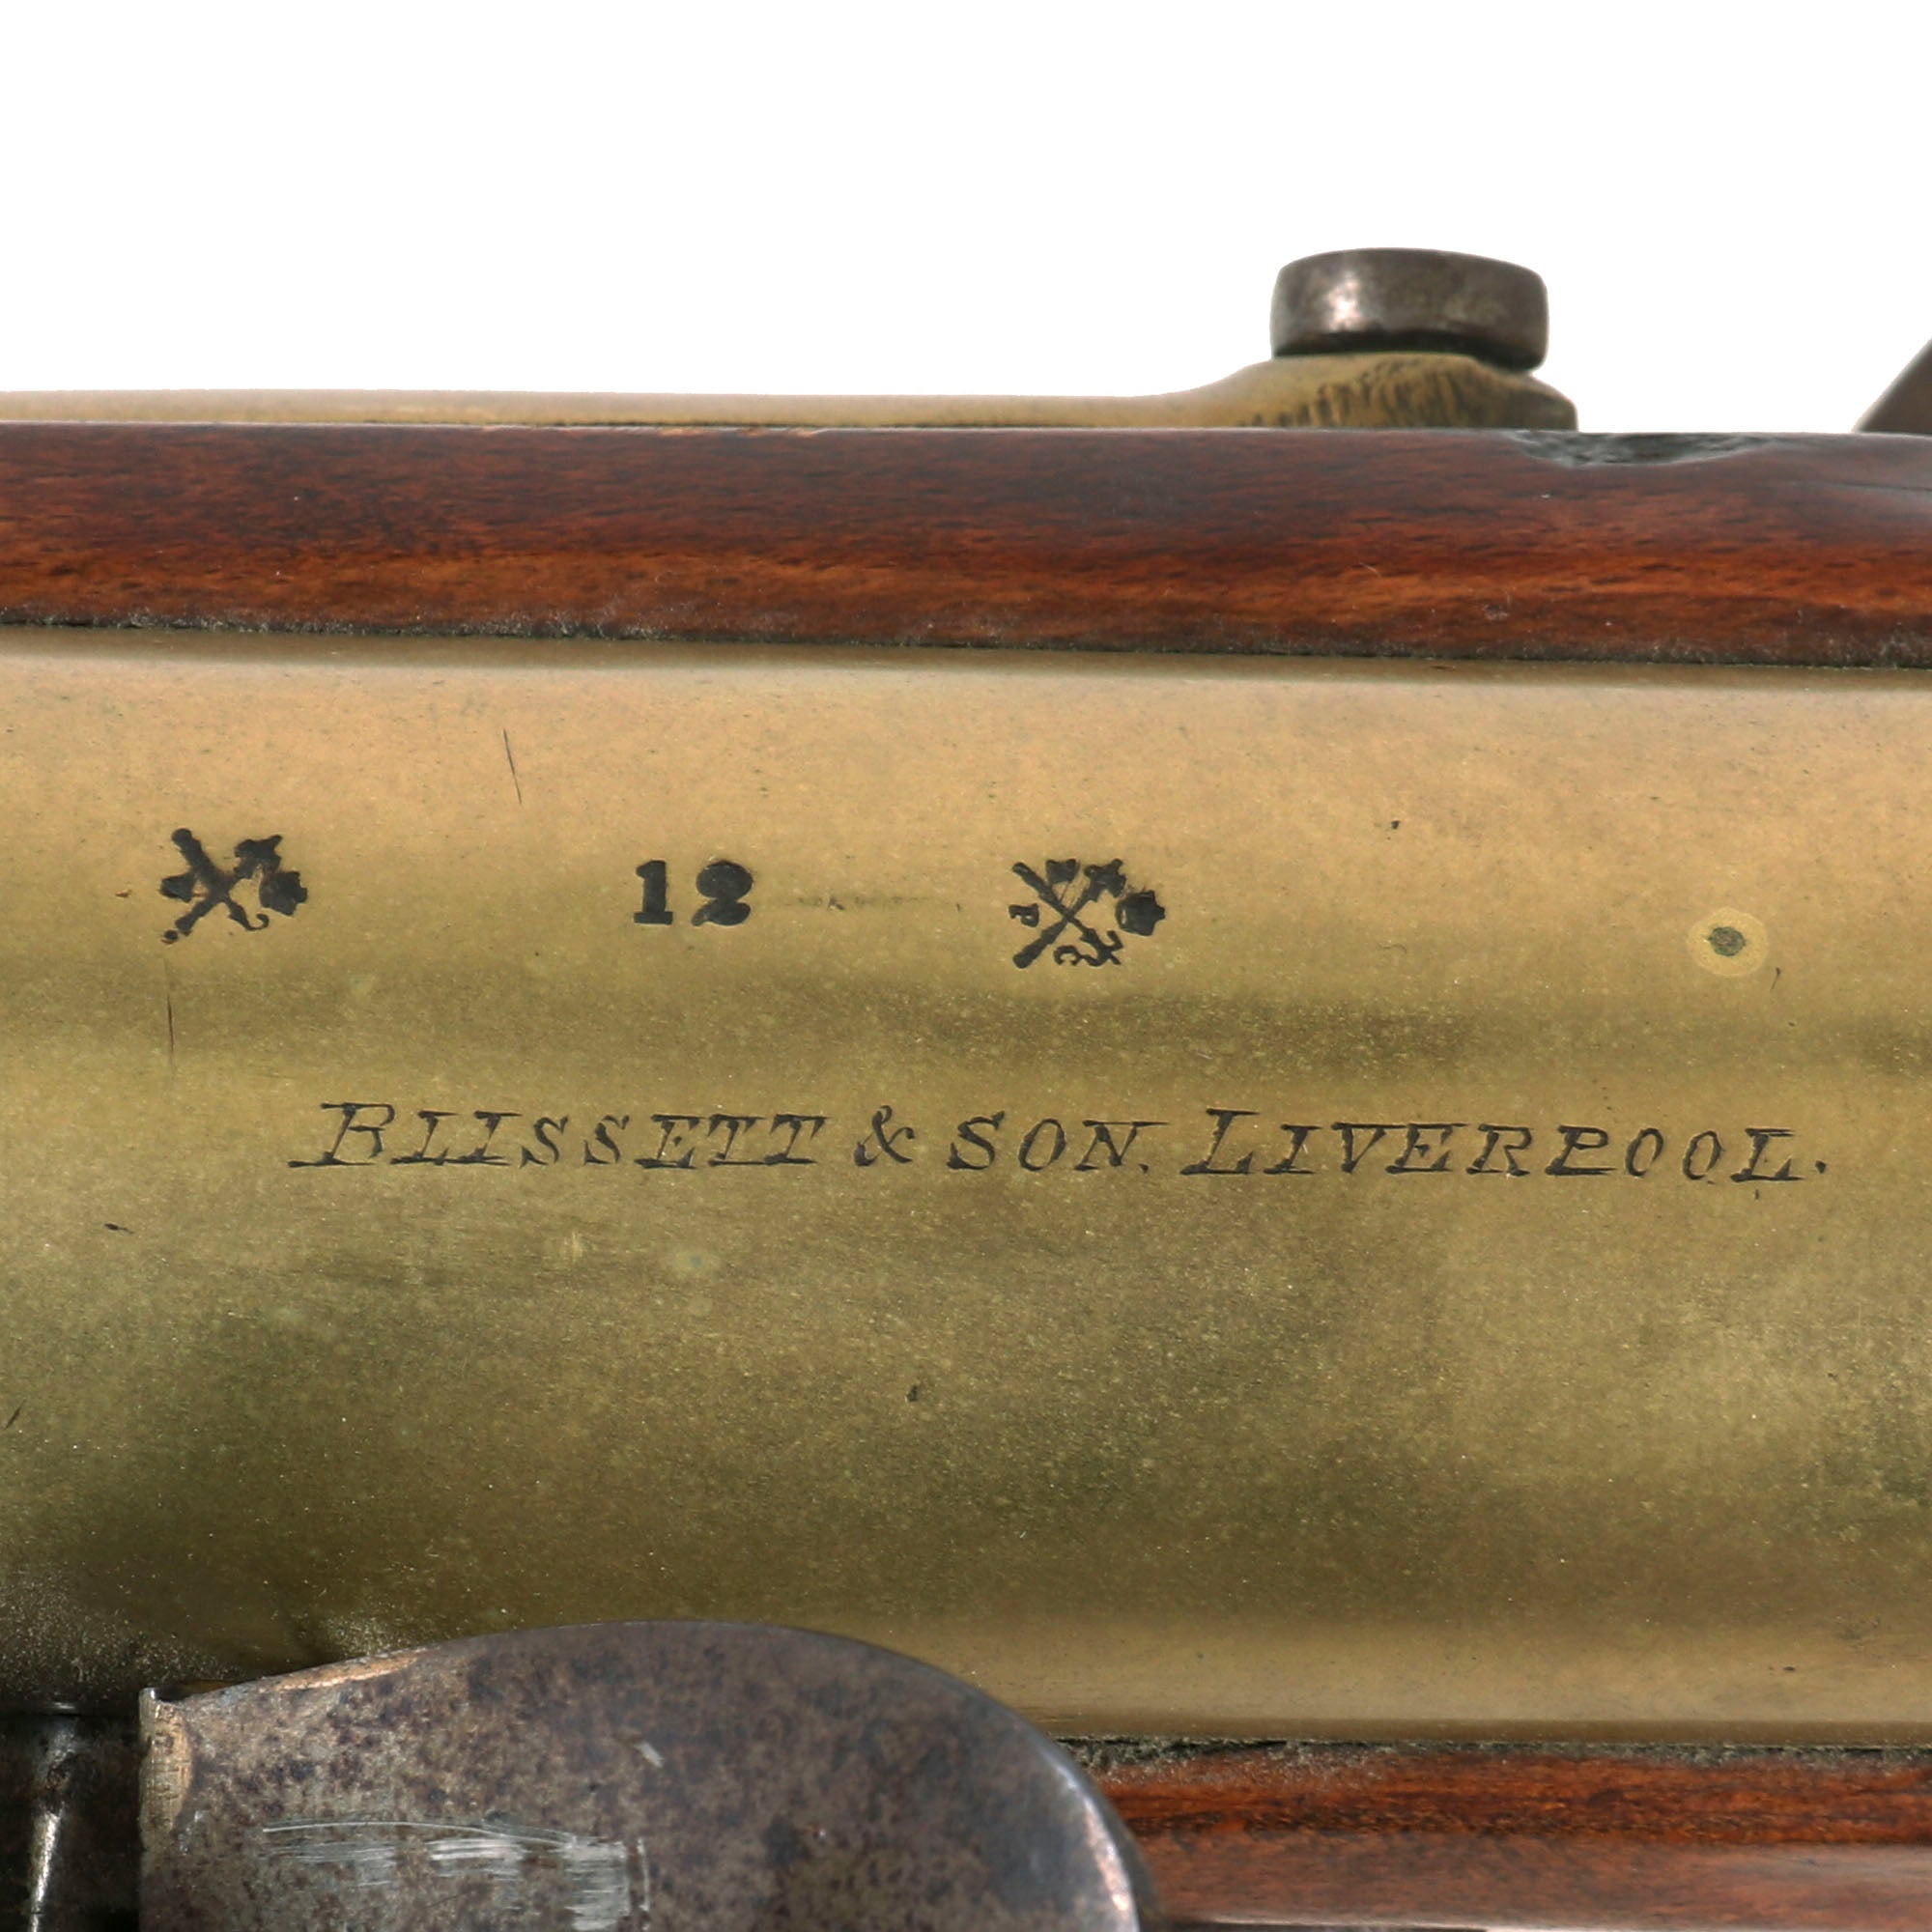 12
BLISSETT & SON. LIVERPOOL.